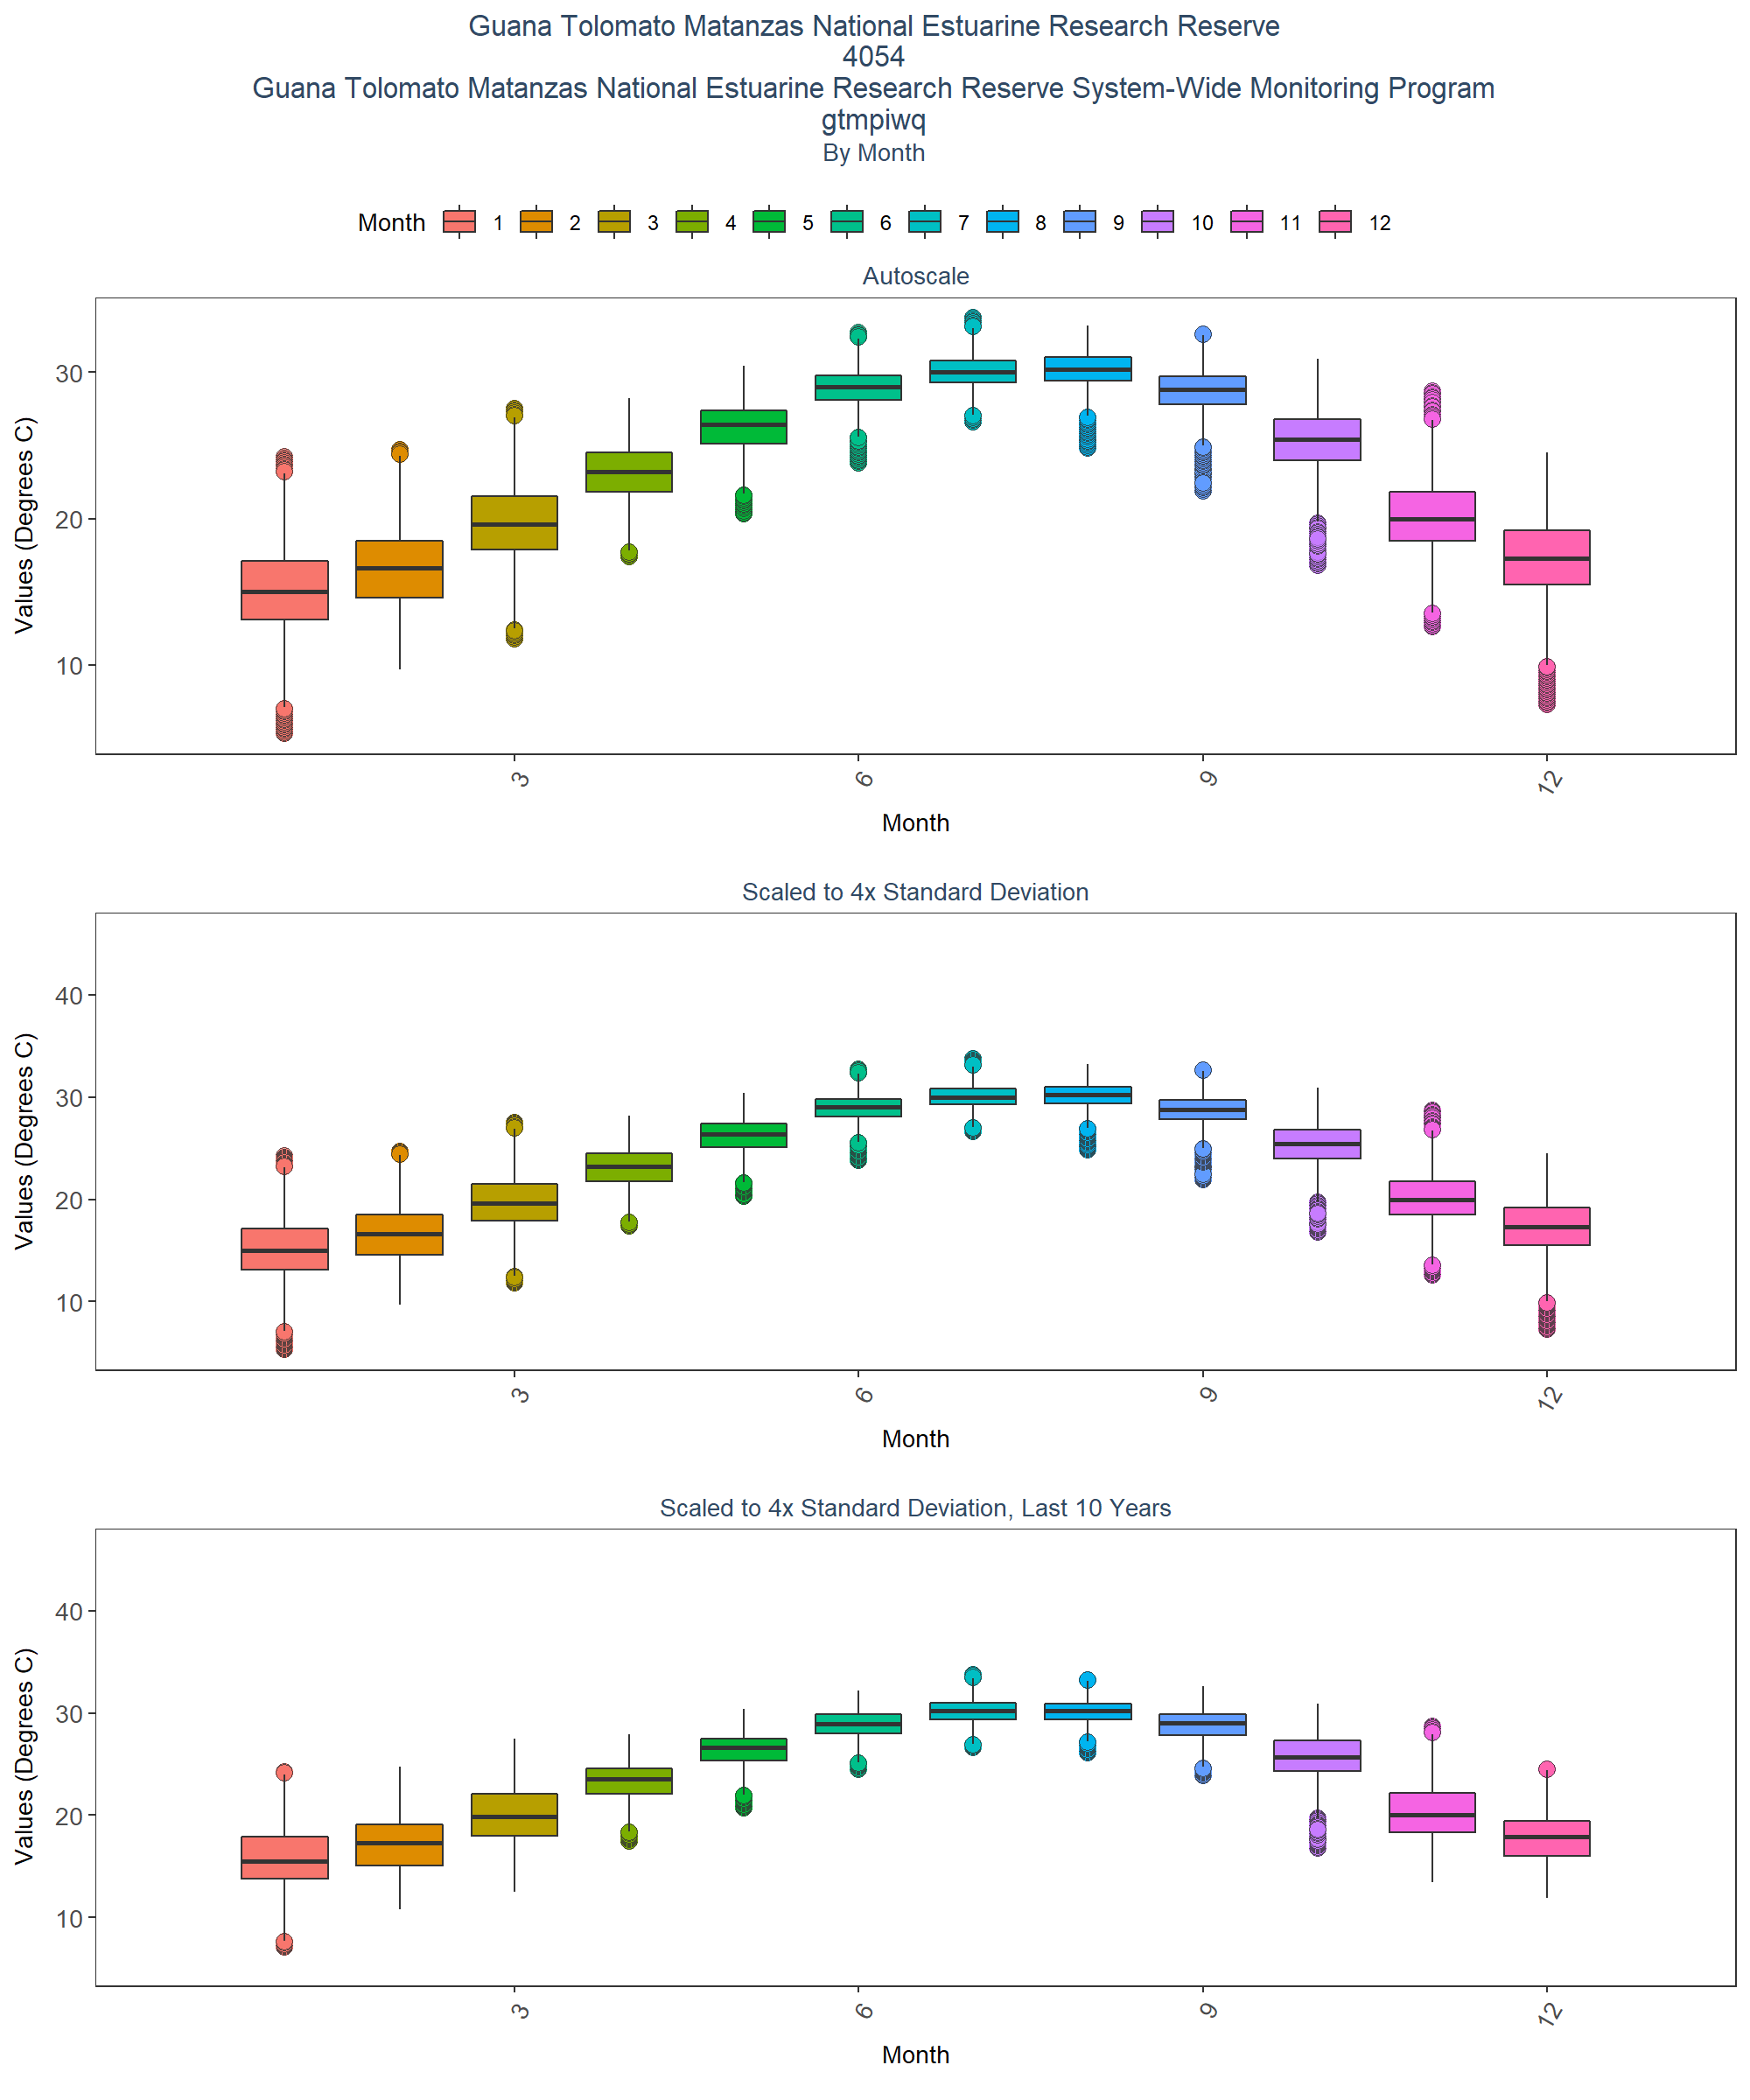 Guana Tolomato Matanzas National Estuarine Research Reserve
4054
Guana Tolomato Matanzas National Estuarine Research Reserve System-Wide Monitoring Program
gtmpiwq
By Month
Month 1 2 3 4 5 6 7 8 9 10 11 12
Autoscale
Values (Degrees C)
30
20
10
3 6 9 12
Month
Scaled to 4x Standard Deviation
Values (Degrees C)
40
30
20
10
3 6 9 12
Month
Scaled to 4x Standard Deviation, Last 10 Years
Values (Degrees C)
40
30
20
10
3 6 9 12
Month